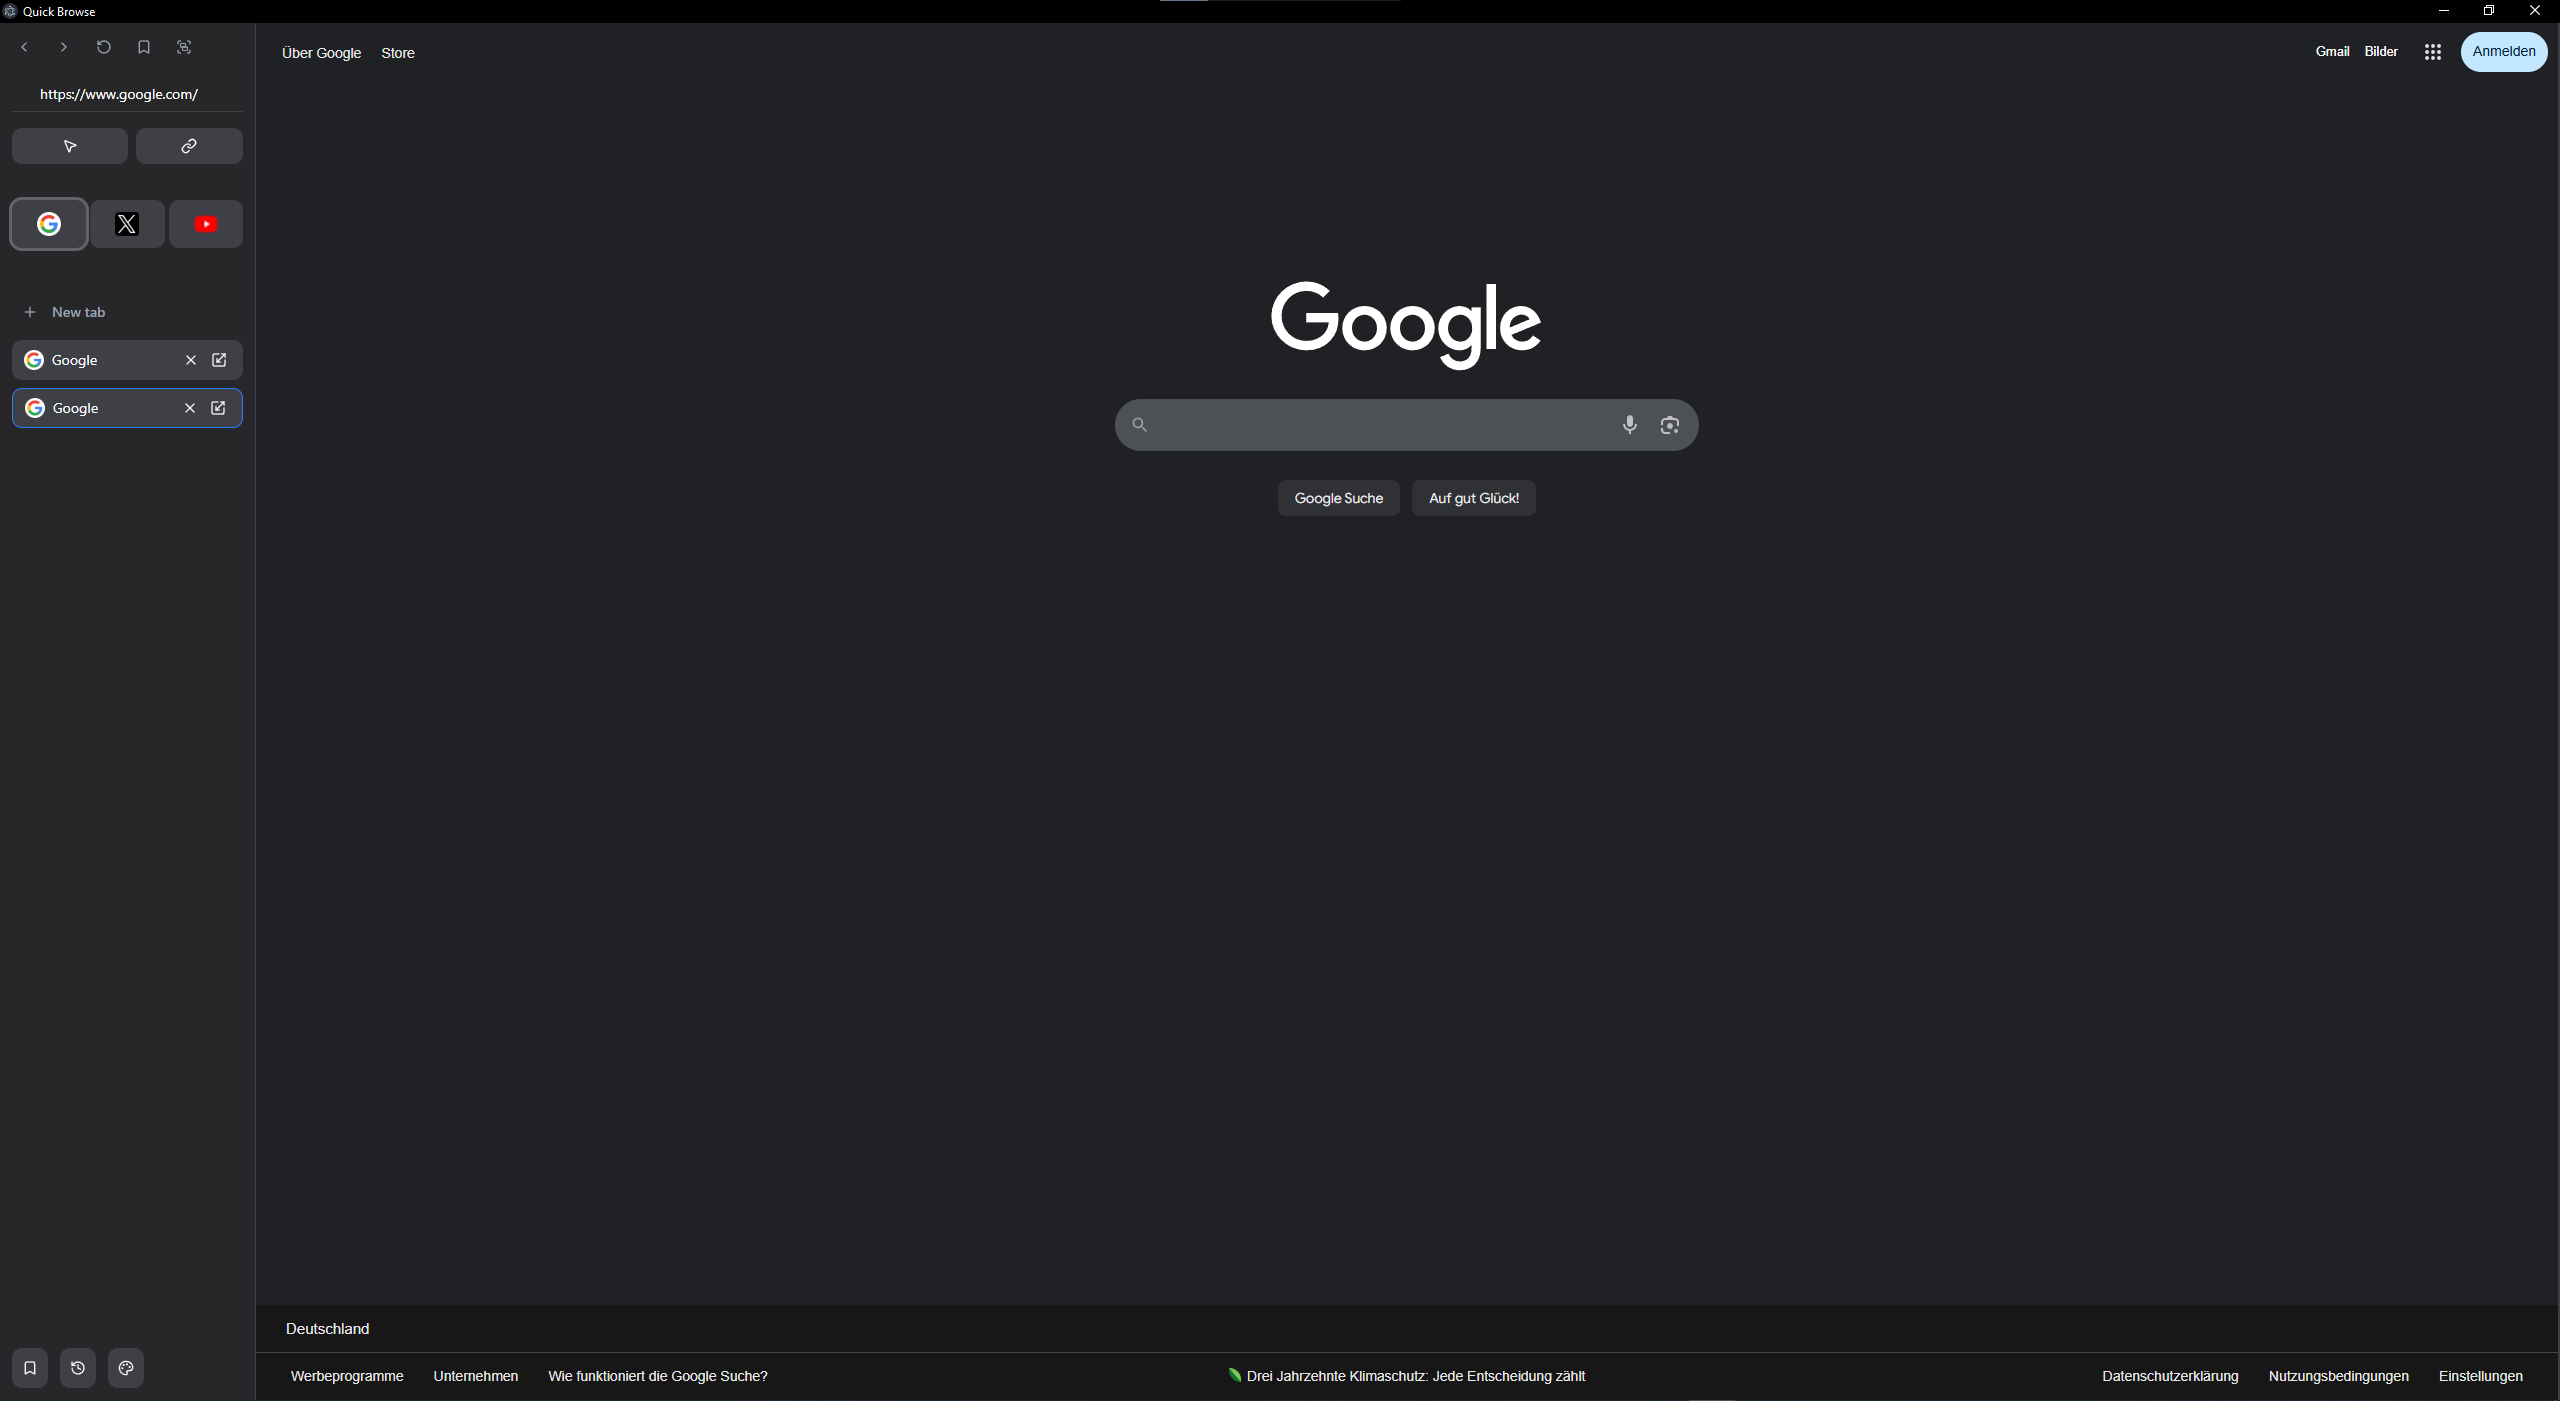 Quick Browse
https://www.google.com/
New tab
Google
Google
Über Google Store
Gmail Bilder Anmelden
Google
Google Suche Auf gut Glück!
Deutschland
Werbeprogramme Unternehmen Wie funktioniert die Google Suche? Drei Jahrzehnte Klimaschutz: Jede Entscheidung zählt Datenschutzerklärung Nutzungsbedingungen Einstellungen